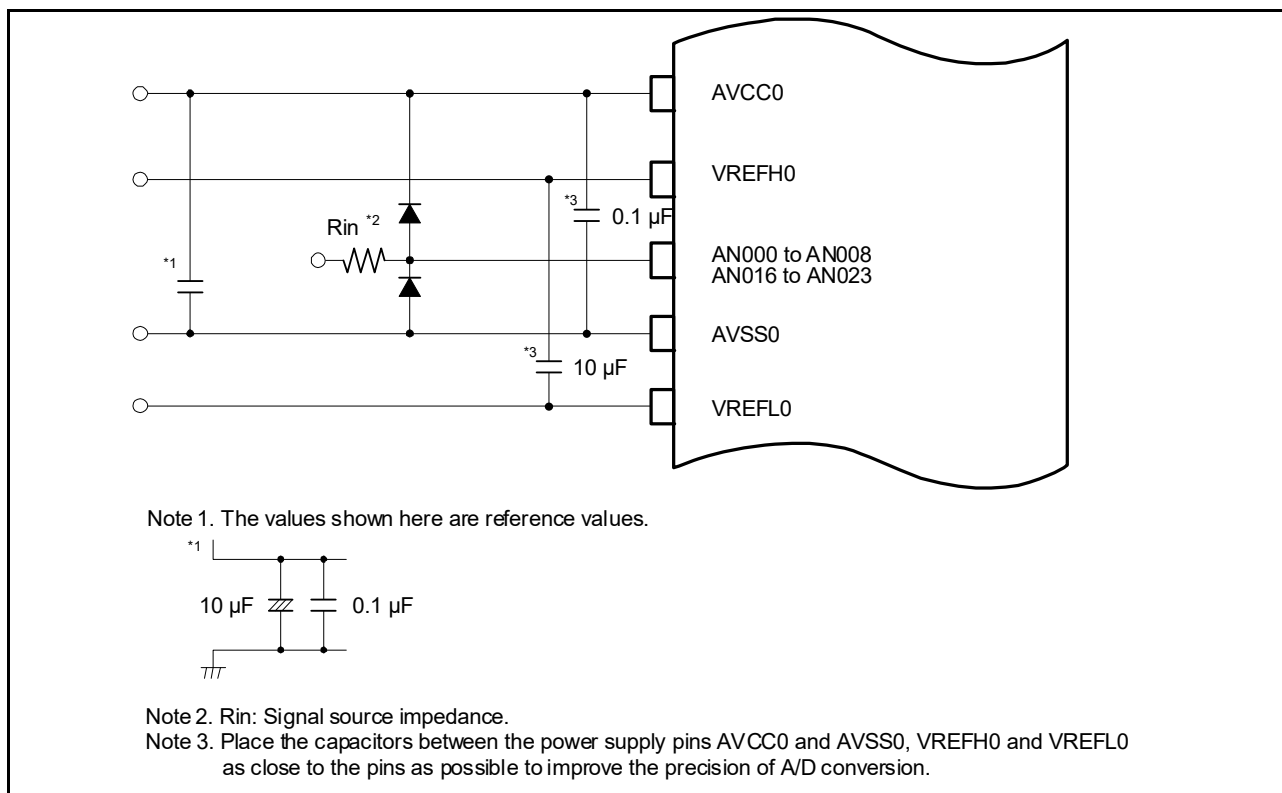 AVCC0
VREFH0
*3
0.1 µF
Rin *2
AN000 to AN008
AN016 to AN023
*1
AVSS0
*3
10 µF
VREFL0
Note 1. The values shown here are reference values.
*1
10 µF
0.1 µF
Note 2. Rin: Signal source impedance.
Note 3. Place the capacitors between the power supply pins AVCC0 and AVSS0, VREFH0 and VREFL0
as close to the pins as possible to improve the precision of A/D conversion.